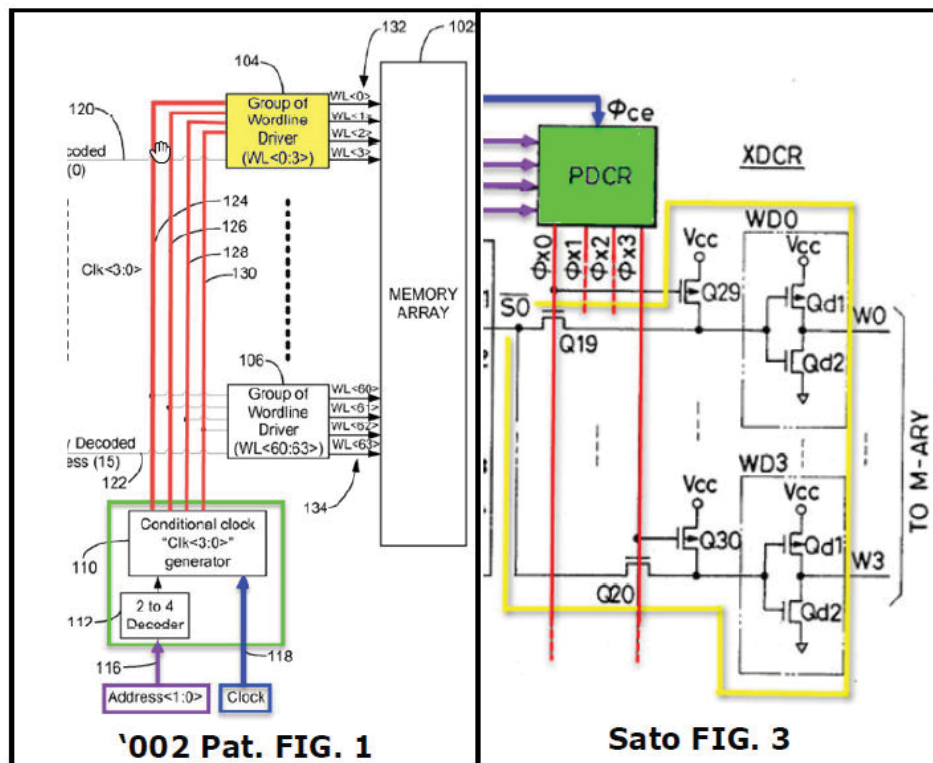 132
102
104
120
WL<0>
Group of
Wordline
Driver
(WL<0:3>)
WL<1>
WL<2>
WL<3>
coded
(0)
124
126
128
130
Clk<3:0>
MEMORY
ARRAY
106
Group of
Wordline
Driver
(WL<60:63>)
WL<60>
WL<61>
WL<62>
WL<63>
y Decoded
ess (15)
122
134
110
Conditional clock
"Clk<3:0>"
generator
112
2 to 4
Decoder
116
118
Address<1:0>
Clock
'002 Pat. FIG. 1
Φce
PDCR
XDCR
Φx0
Φx1
Φx2
Φx3
S0
Vcc
Q29
Q19
WD0
Vcc
Qd1
Qd2
W0
Vcc
Q30
Q20
WD3
Vcc
Qd1
Qd2
W3
TO M-ARY
Sato FIG. 3